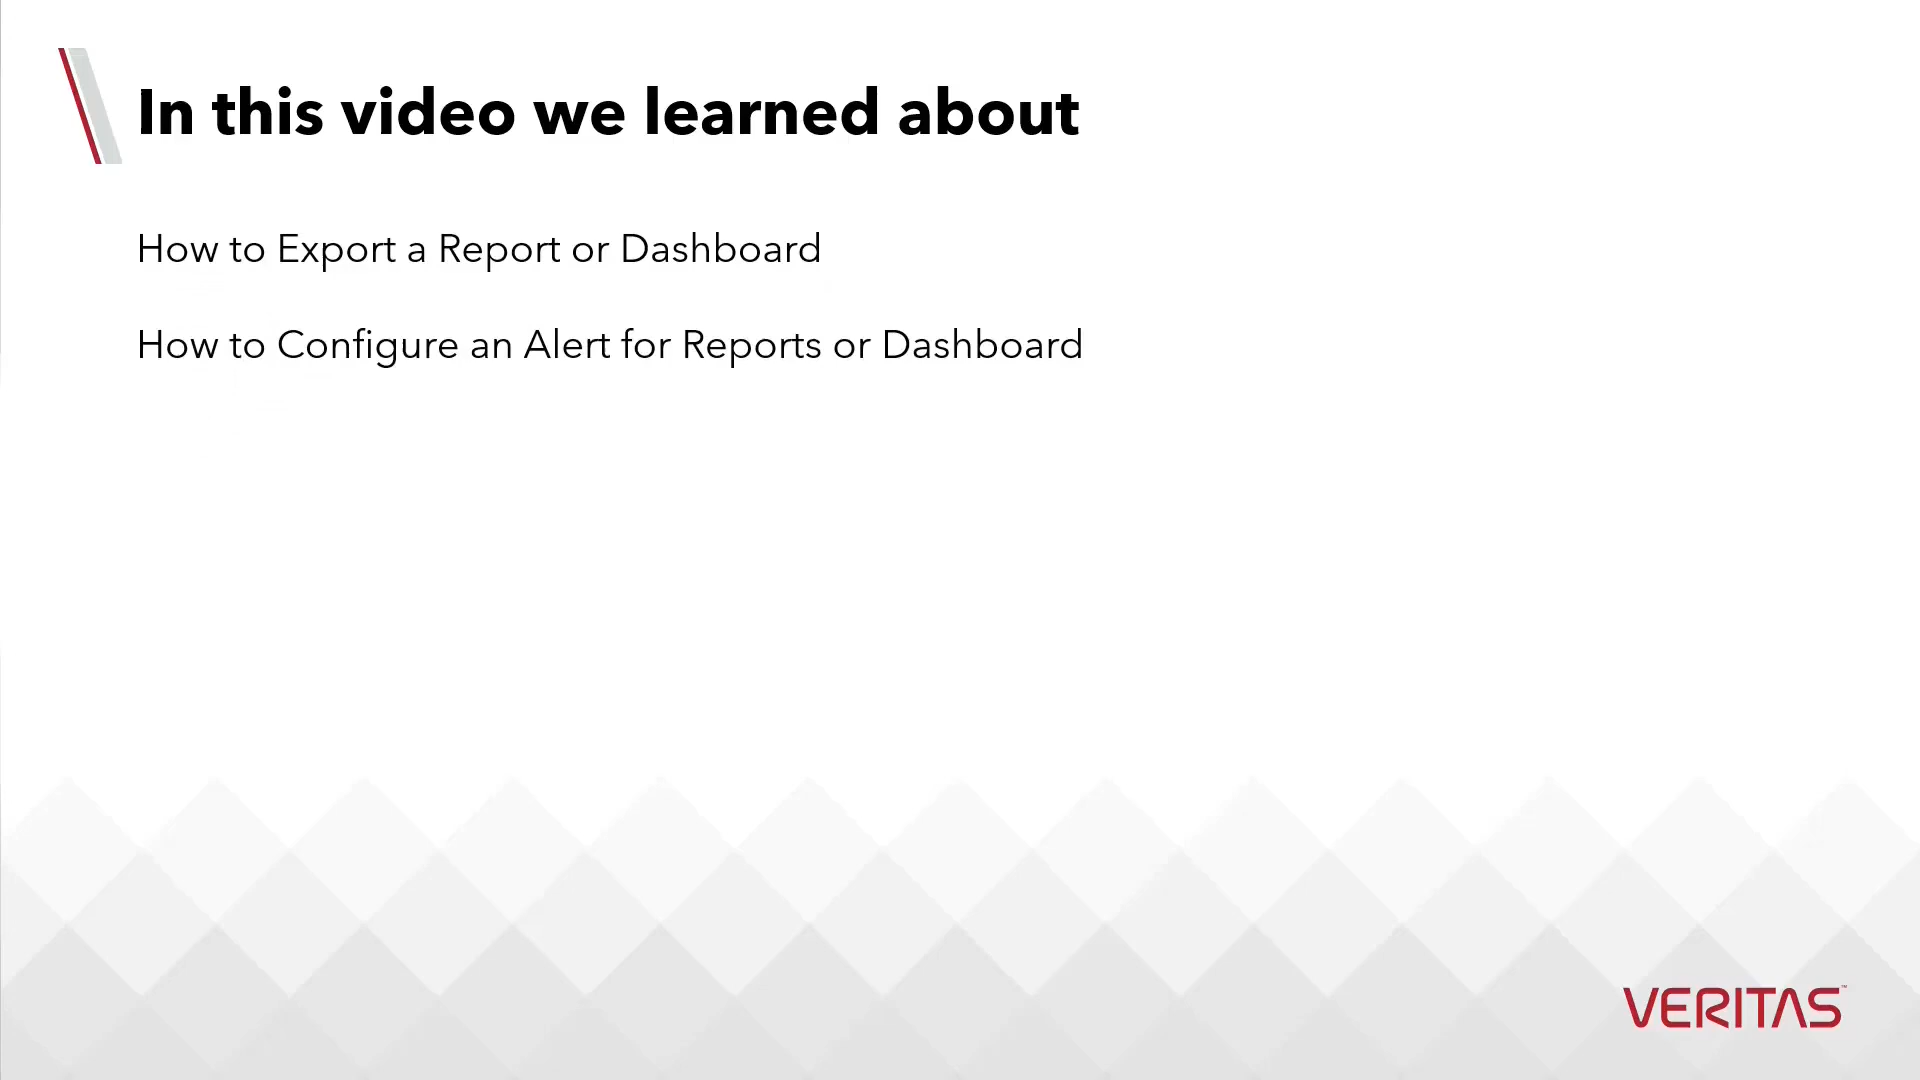 In this video we learned about
How to Export a Report or Dashboard
How to Configure an Alert for Reports or Dashboard
VERITAS™